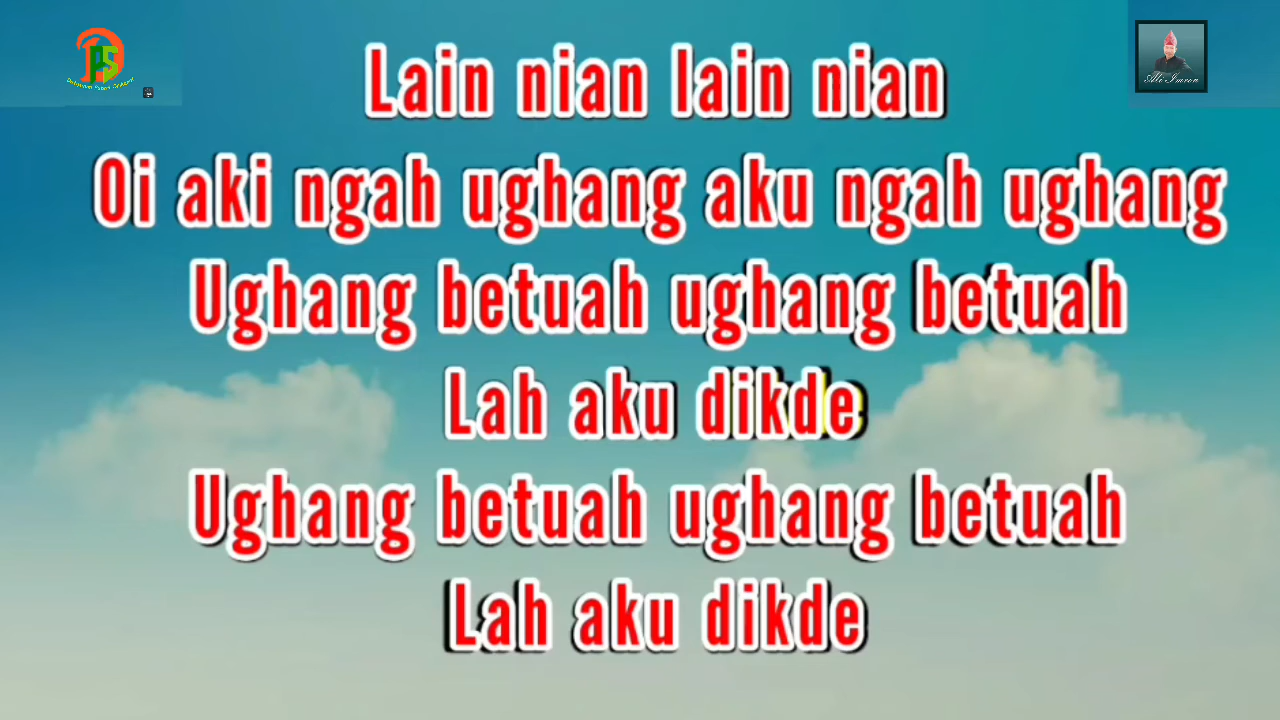 Lain nian lain nian
Oi aki ngah ughang aku ngah ughang
Ughang betuah ughang betuah
Lah aku dikde
Ughang betuah ughang betuah
Lah aku dikde